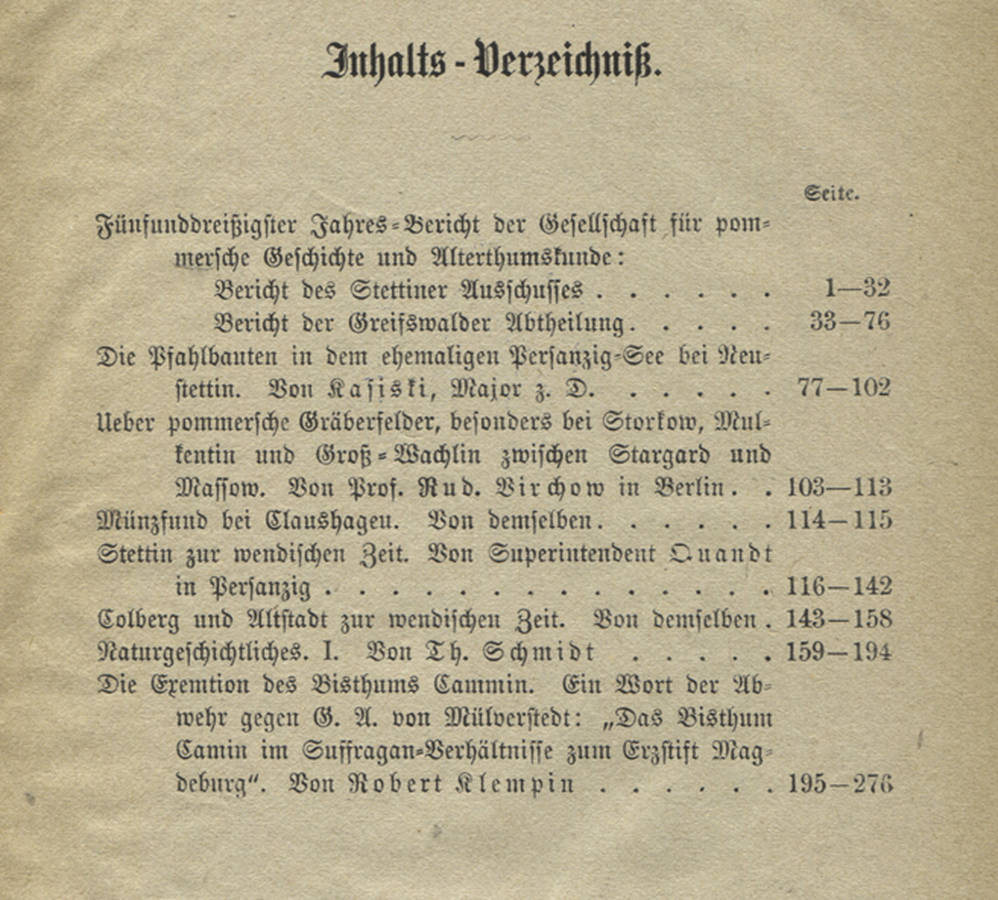 Inhalts-Verzeichniß.
Seite.
Fünfunddreißigster Jahres-Bericht der Gesellschaft für pom-
mersche Geschichte und Alterthumskunde:
Bericht des Stettiner Ausschusses . . . . . . 1—32
Bericht der Greifswalder Abtheilung. . . . . 33—76
Die Pfahlbauten in dem ehemaligen Persanzig-See bei Neu-
stettin. Von Kasiski, Major z. D. . . . . . 77—102
Ueber pommersche Gräberfelder, besonders bei Storkow, Mul-
kentin und Groß-Wachlin zwischen Stargard und
Massow. Von Prof. Rud. Virchow in Berlin. . 103—113
Münzfund bei Claushagen. Von demselben. . . . . . 114—115
Stettin zur wendischen Zeit. Von Superintendent Quandt
in Persanzig . . . . . . . . . . . . . . 116—142
Colberg und Altstadt zur wendischen Zeit. Von demselben . 143—158
Naturgeschichtliches. I. Von Th. Schmidt . . . . . 159—194
Die Exemtion des Bisthums Cammin. Ein Wort der Ab-
wehr gegen G. A. von Mülverstedt: „Das Bisthum
Camin im Suffragan-Verhältnisse zum Erzstift Mag-
deburg“. Von Robert Klempin . . . . . . 195—276